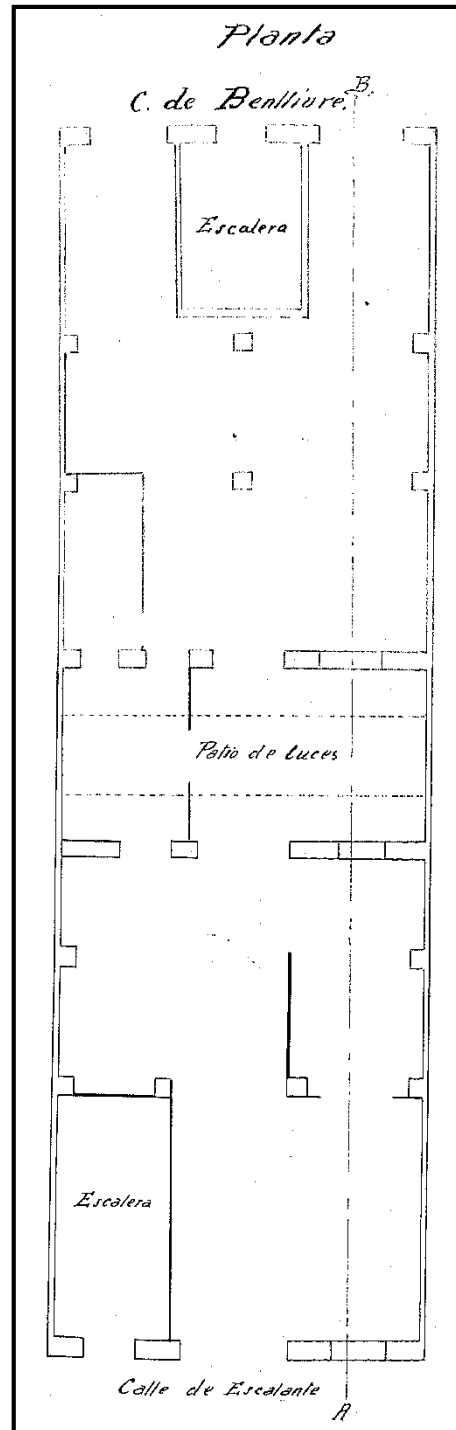 Planta
B.
C. de Benlliure.
Escalera
Patio de Luces
Escalera
Calle de Escalante
A